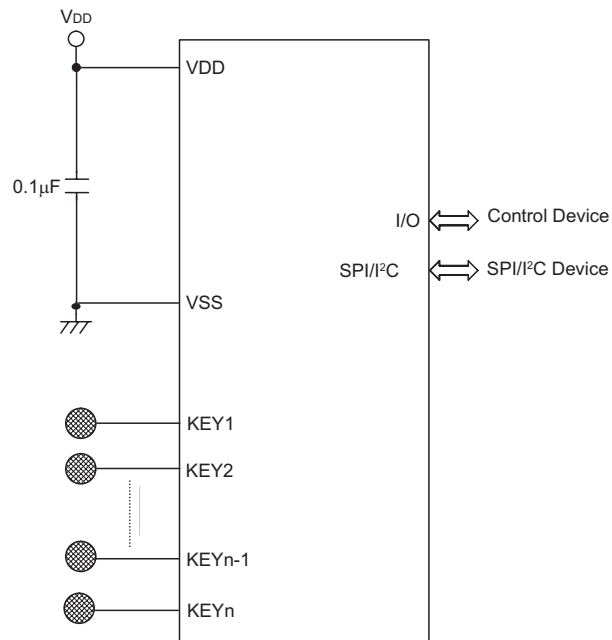 VDD
VDD
0.1μF
I/O
Control Device
SPI/I²C
SPI/I²C Device
VSS
KEY1
KEY2
KEYn-1
KEYn